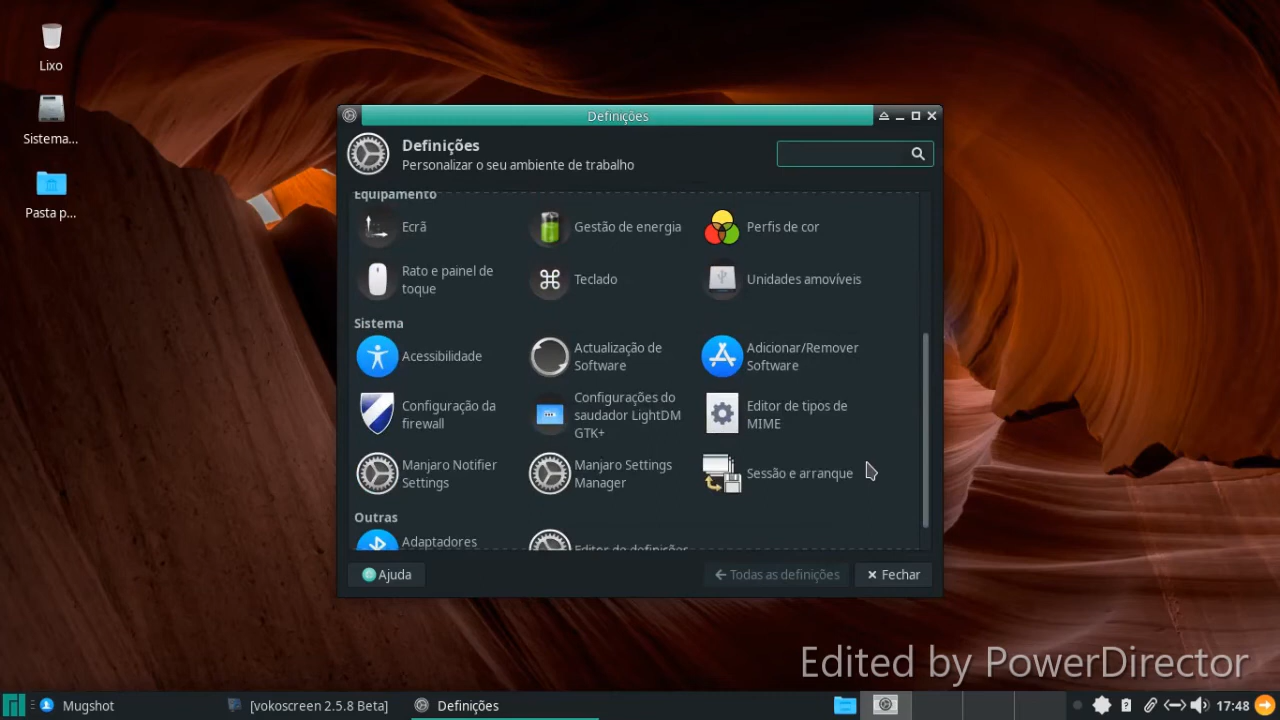 Lixo
Sistema...
Pasta p...
Definições
Definições
Personalizar o seu ambiente de trabalho
Equipamento
Ecrã
Gestão de energia
Perfis de cor
Rato e painel de
toque
Teclado
Unidades amovíveis
Sistema
Acessibilidade
Actualização de
Software
Adicionar/Remover
Software
Configuração da
firewall
Configurações do
saudador LightDM
GTK+
Editor de tipos de
MIME
Manjaro Notifier
Settings
Manjaro Settings
Manager
Sessão e arranque
Outras
Adaptadores
Editor de definições
Ajuda
Todas as definições
Fechar
Edited by PowerDirector
Mugshot
[vokoscreen 2.5.8 Beta]
Definições
17:48